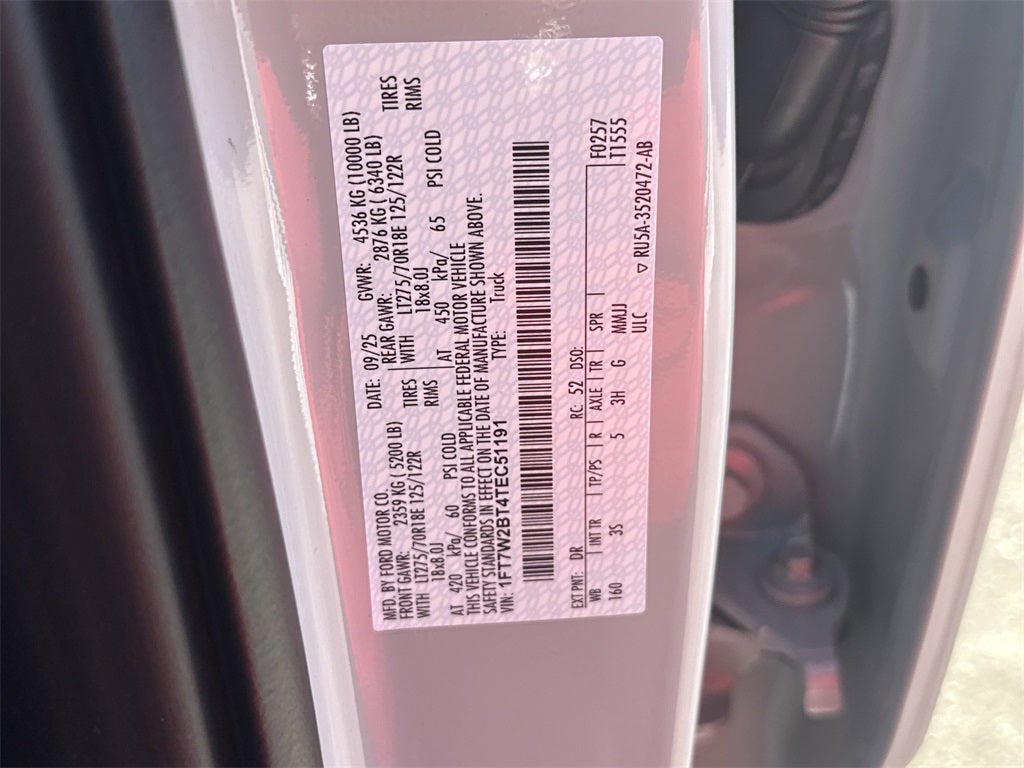 MFD. BY FORD MOTOR CO.
DATE: 09/25 GVWR: 4536 KG (10000 LB)
FRONT GAWR: 2359 KG ( 5200 LB) REAR GAWR: 2876 KG ( 6340 LB)
WITH LT275/70R18E 125/122R TIRES WITH LT275/70R18E 125/122R TIRES
18x8.0J RIMS 18x8.0J RIMS
AT 420 kPa/ 60 PSI COLD AT 450 kPa/ 65 PSI COLD
THIS VEHICLE CONFORMS TO ALL APPLICABLE FEDERAL MOTOR VEHICLE
SAFETY STANDARDS IN EFFECT ON THE DATE OF MANUFACTURE SHOWN ABOVE.
VIN: 1FT7W2BT4TEC51191 TYPE: Truck
EXT PNT: DR RC: 52 DSO: F0257
WB INT TR TP/PS R AXLE TR SPR T1555
160 3S 5 3H G MMJJ
ULC ▽ RU5A-3520472-AB